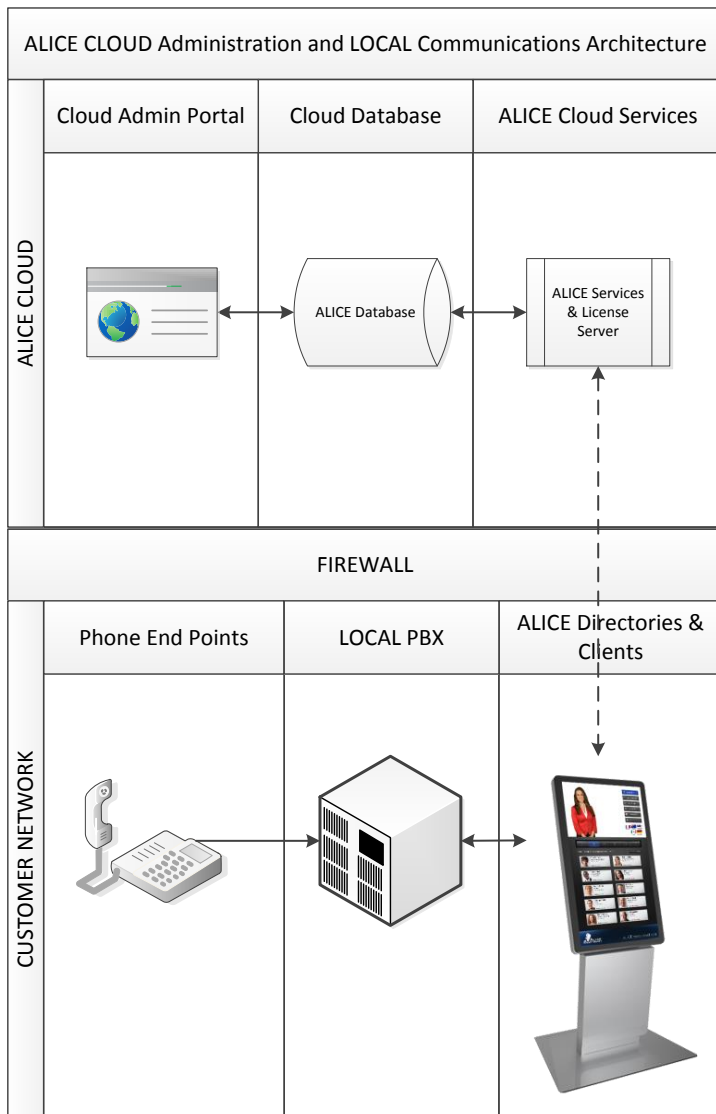 ALICE CLOUD Administration and LOCAL Communications Architecture
ALICE CLOUD
Cloud Admin Portal
Cloud Database
ALICE Cloud Services
ALICE Database
ALICE Services
& License
Server
FIREWALL
CUSTOMER NETWORK
Phone End Points
LOCAL PBX
ALICE Directories &
Clients